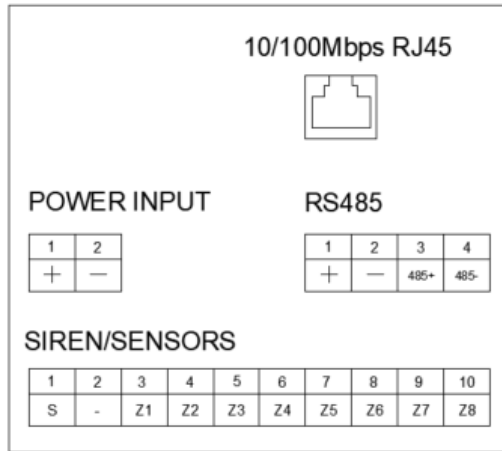 10/100Mbps RJ45
POWER INPUT
1 2
+ —
RS485
1 2 3 4
+ — 485+ 485-
SIREN/SENSORS
1 2 3 4 5 6 7 8 9 10
S - Z1 Z2 Z3 Z4 Z5 Z6 Z7 Z8